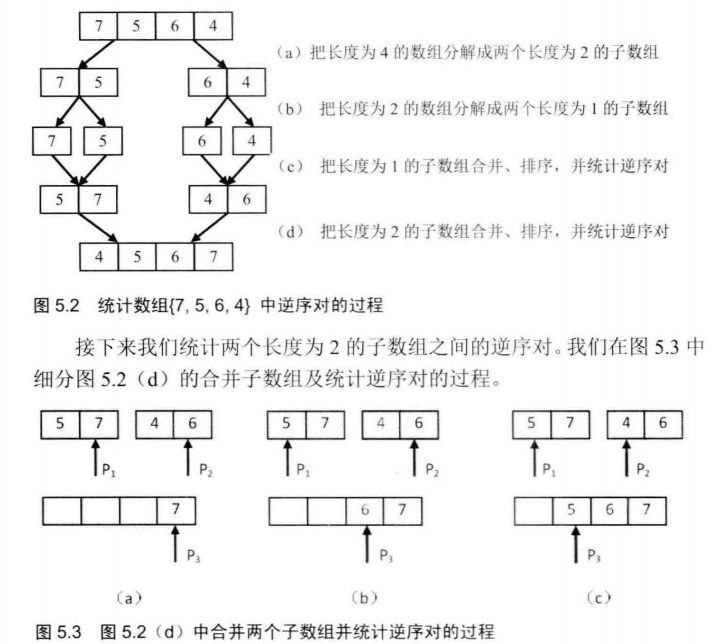 7 5 6 4
(a)把长度为 4 的数组分解成两个长度为 2 的子数组
7 5 6 4
(b) 把长度为 2 的数组分解成两个长度为 1 的子数组
7 5 6 4
(c) 把长度为 1 的子数组合并、排序，并统计逆序对
5 7 4 6
(d) 把长度为 2 的子数组合并、排序，并统计逆序对
4 5 6 7
图 5.2 统计数组{7, 5, 6, 4} 中逆序对的过程
接下来我们统计两个长度为 2 的子数组之间的逆序对。我们在图 5.3 中
细分图 5.2（d）的合并子数组及统计逆序对的过程。
5 7 4 6 5 7 4 6 5 7 4 6
P1 P2 P1 P2 P1 P2
7 6 7 5 6 7
P3 P3 P3
(a) (b) (c)
图 5.3 图 5.2（d）中合并两个子数组并统计逆序对的过程